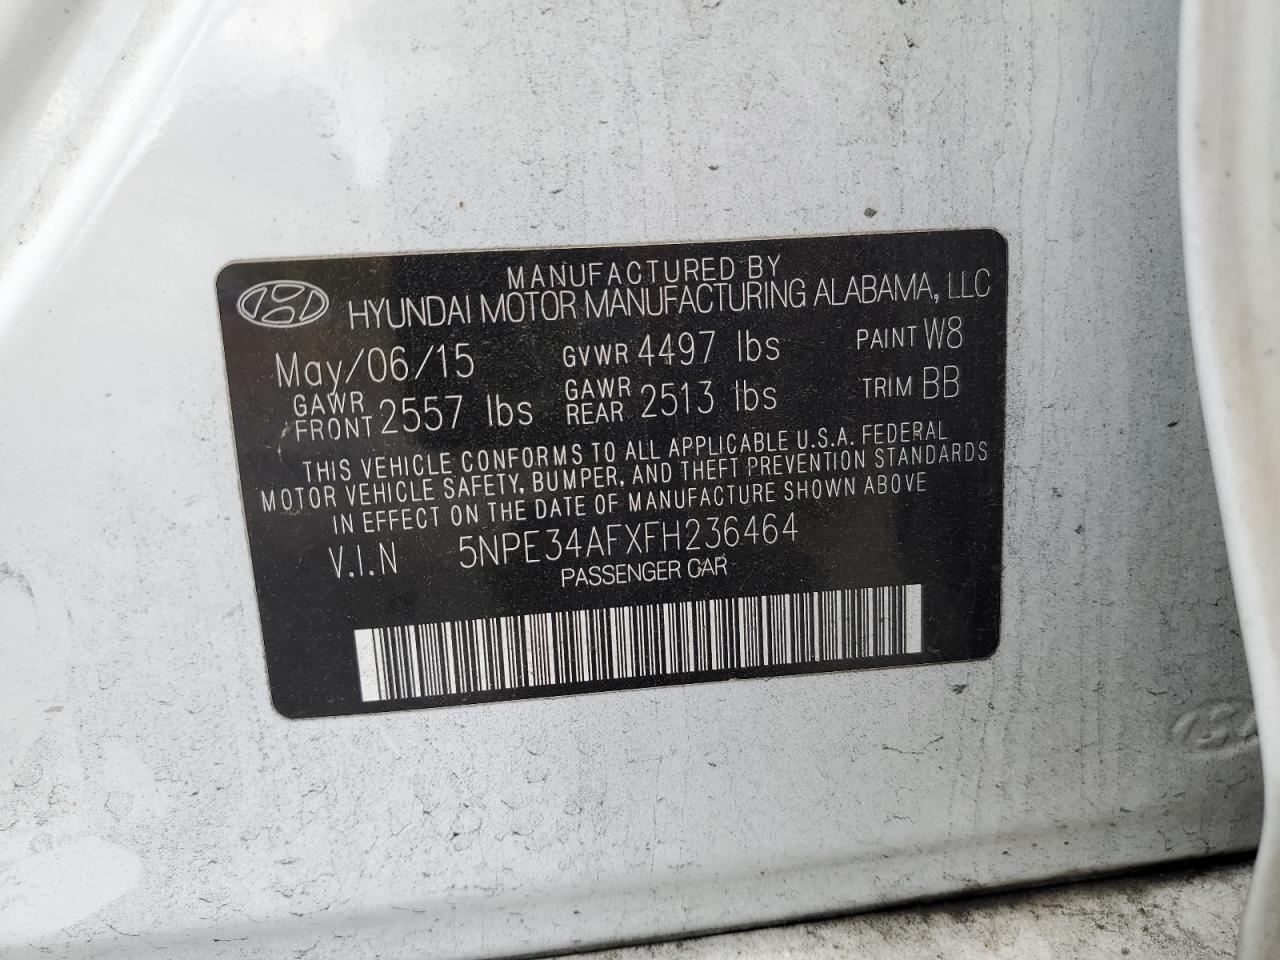 MANUFACTURED BY
HYUNDAI MOTOR MANUFACTURING ALABAMA, LLC
May/06/15 GVWR 4497 lbs PAINT W8
GAWR FRONT 2557 lbs GAWR REAR 2513 lbs TRIM BB
THIS VEHICLE CONFORMS TO ALL APPLICABLE U.S.A. FEDERAL
MOTOR VEHICLE SAFETY, BUMPER, AND THEFT PREVENTION STANDARDS
IN EFFECT ON THE DATE OF MANUFACTURE SHOWN ABOVE
V.I.N 5NPE34AFXFH236464
PASSENGER CAR